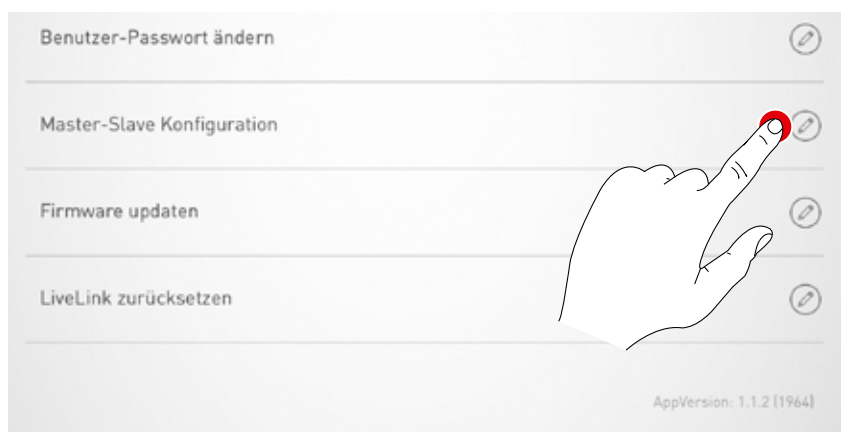 Benutzer-Passwort ändern
Master-Slave Konfiguration
Firmware updaten
LiveLink zurücksetzen
AppVersion: 1.1.2 (1964)